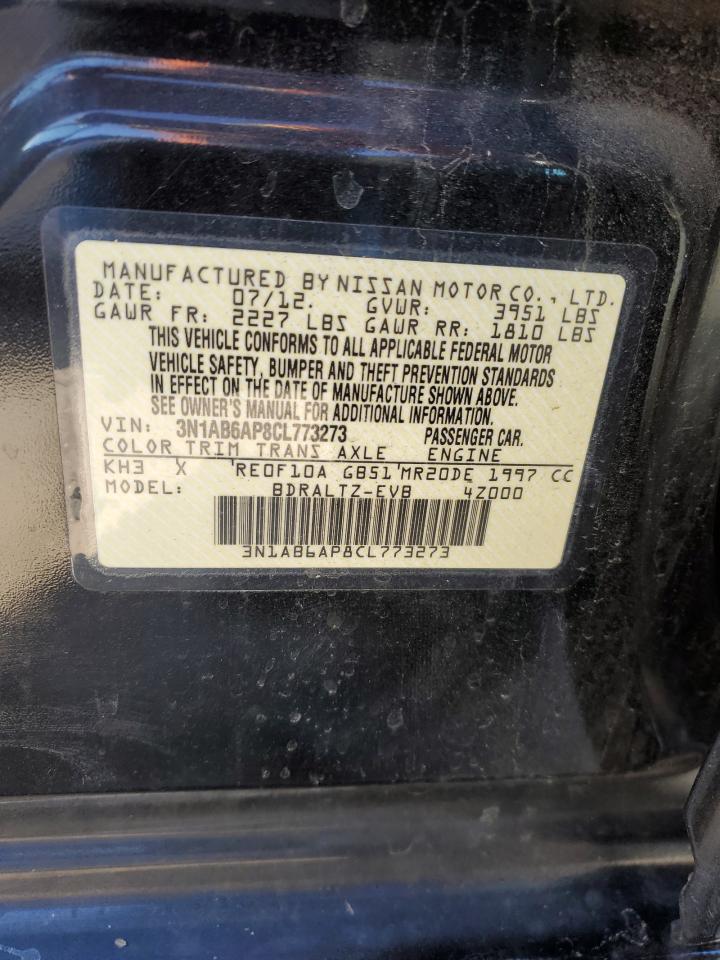 MANUFACTURED BY NISSAN MOTOR CO., LTD.
DATE: 07/12. GVWR: 3951 LBS
GAWR FR: 2227 LBS GAWR RR: 1810 LBS
THIS VEHICLE CONFORMS TO ALL APPLICABLE FEDERAL MOTOR
VEHICLE SAFETY, BUMPER AND THEFT PREVENTION STANDARDS
IN EFFECT ON THE DATE OF MANUFACTURE SHOWN ABOVE.
SEE OWNER'S MANUAL FOR ADDITIONAL INFORMATION.
VIN: 3N1AB6AP8CL773273 PASSENGER CAR.
COLOR TRIM TRANS AXLE ENGINE
KH3 X 'RE0F10A GB51'MR20DE 1997 CC
MODEL: BDRALTZ-EVB 4Z000
3N1AB6AP8CL773273